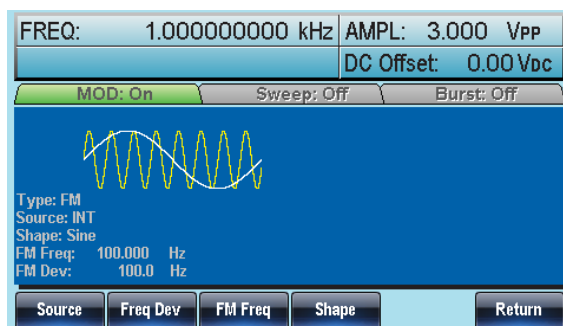 FREQ: 1.000000000 kHz AMPL: 3.000 VPP
DC Offset: 0.00 VDC
MOD: On Sweep: Off Burst: Off
Type: FM
Source: INT
Shape: Sine
FM Freq: 100.000 Hz
FM Dev: 100.0 Hz
Source Freq Dev FM Freq Shape Return